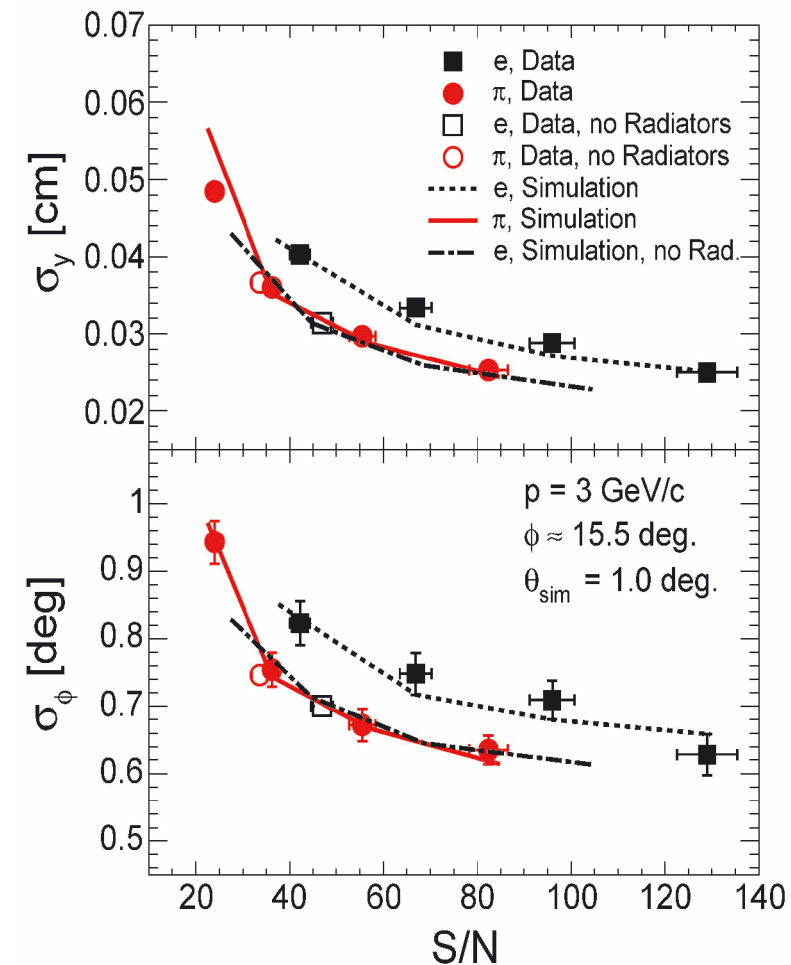 0.07
0.06
0.05
0.04
0.03
0.02
σy [cm]
e, Data
π, Data
e, Data, no Radiators
π, Data, no Radiators
e, Simulation
π, Simulation
e, Simulation, no Rad.
1
0.9
0.8
0.7
0.6
0.5
σϕ [deg]
p = 3 GeV/c
ϕ ≈ 15.5 deg.
θsim = 1.0 deg.
20 40 60 80 100 120 140
S/N